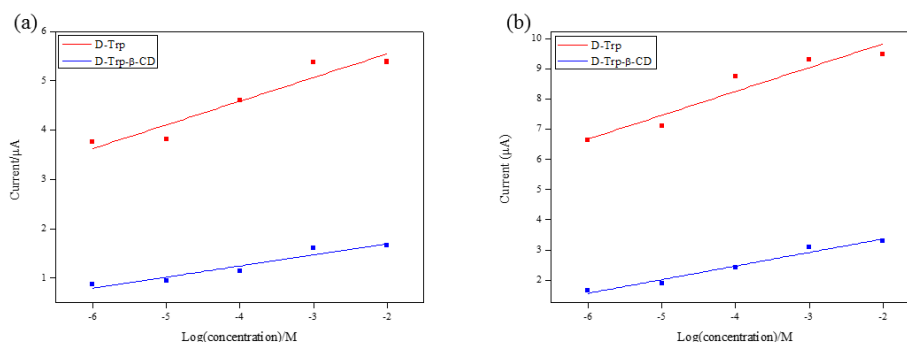 (a)
D-Trp
D-Trp-β-CD
6
5
4
3
2
1
Current/μA
-6 -5 -4 -3 -2
Log(concentration)/M
(b)
D-Trp
D-Trp-β-CD
10
9
8
7
6
5
4
3
2
Current (μA)
-6 -5 -4 -3 -2
Log(concentration)/M